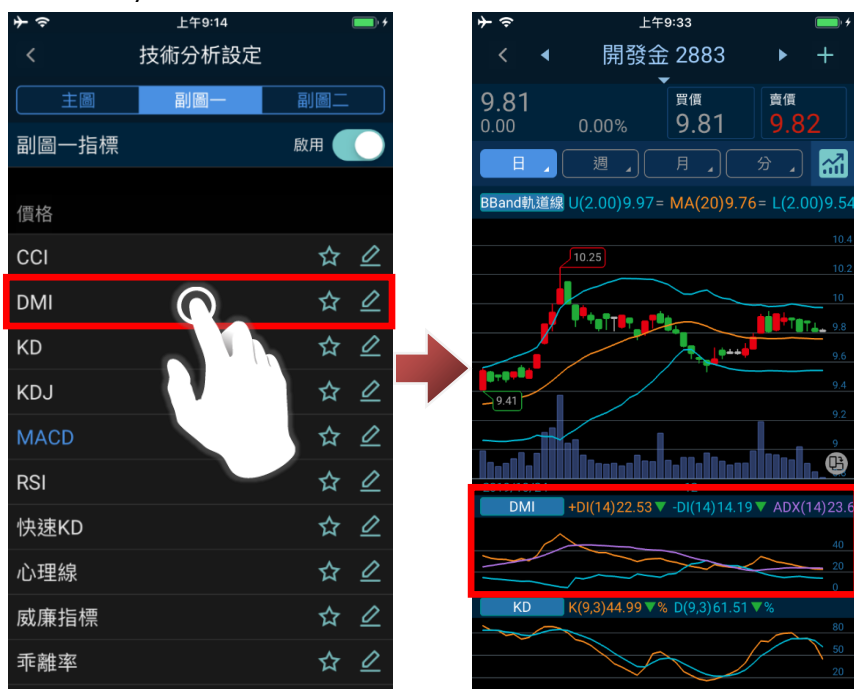 上午9:14
技術分析設定
主圖 副圖一 副圖二
副圖一指標 啟用
價格
CCI
DMI
KD
KDJ
MACD
RSI
快速KD
心理線
威廉指標
乖離率
上午9:33
開發金 2883
9.81
0.00 0.00%
買價
9.81
賣價
9.82
日 週 月 分
BBand軌道線 U(2.00)9.97= MA(20)9.76= L(2.00)9.54
10.4
10.25
10.2
10
9.8
9.6
9.4
9.41
9.2
9
DMI +DI(14)22.53▼ -DI(14)14.19▼ ADX(14)23.6
40
20
0
KD K(9,3)44.99▼% D(9,3)61.51▼%
80
50
20